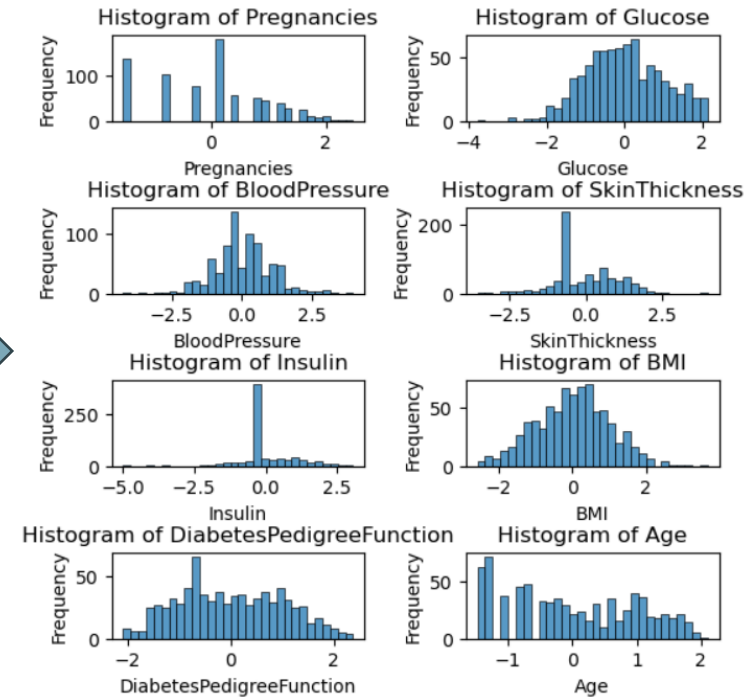 Histogram of Pregnancies
Frequency
100
0
0 2
Pregnancies
Histogram of Glucose
Frequency
50
0
−4 −2 0 2
Glucose
Histogram of BloodPressure
Frequency
100
0
−2.5 0.0 2.5
BloodPressure
Histogram of SkinThickness
Frequency
200
0
−2.5 0.0 2.5
SkinThickness
Histogram of Insulin
Frequency
250
0
−5.0 −2.5 0.0 2.5
Insulin
Histogram of BMI
Frequency
50
0
−2 0 2
BMI
Histogram of DiabetesPedigreeFunction
Frequency
50
0
−2 0 2
DiabetesPedigreeFunction
Histogram of Age
Frequency
50
0
−1 0 1 2
Age